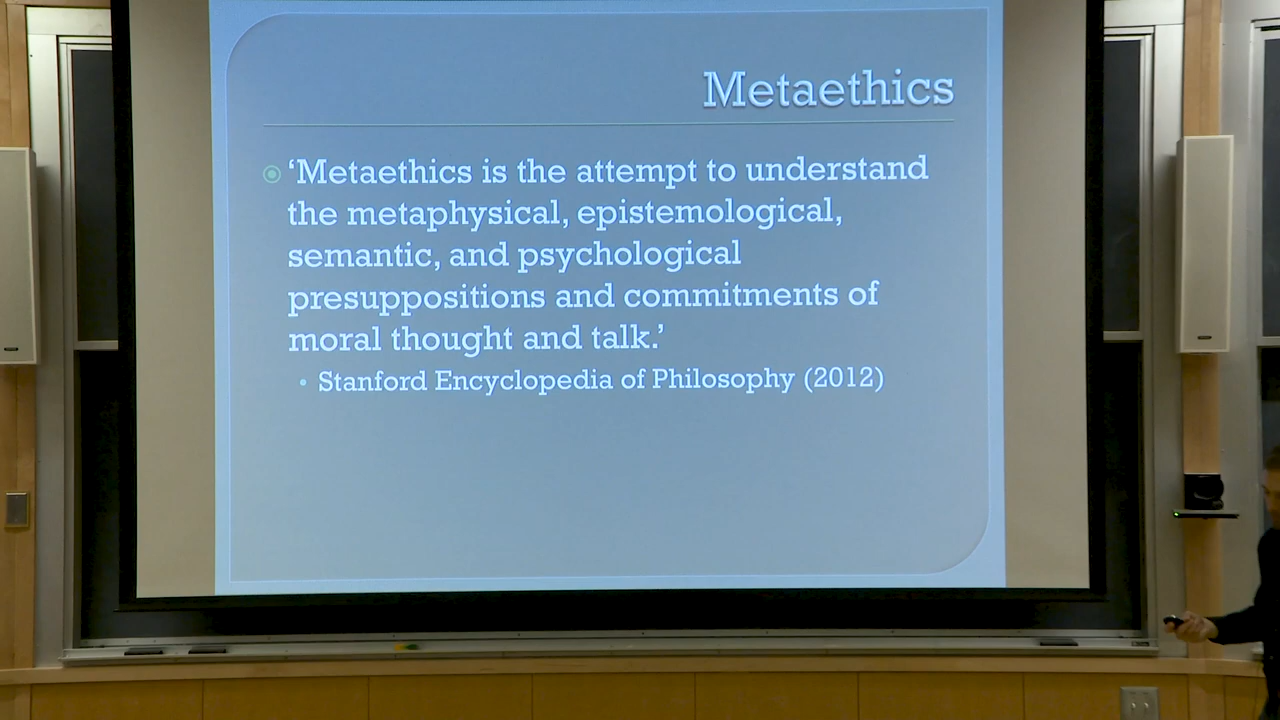 Metaethics
‘Metaethics is the attempt to understand
the metaphysical, epistemological,
semantic, and psychological
presuppositions and commitments of
moral thought and talk.’
Stanford Encyclopedia of Philosophy (2012)